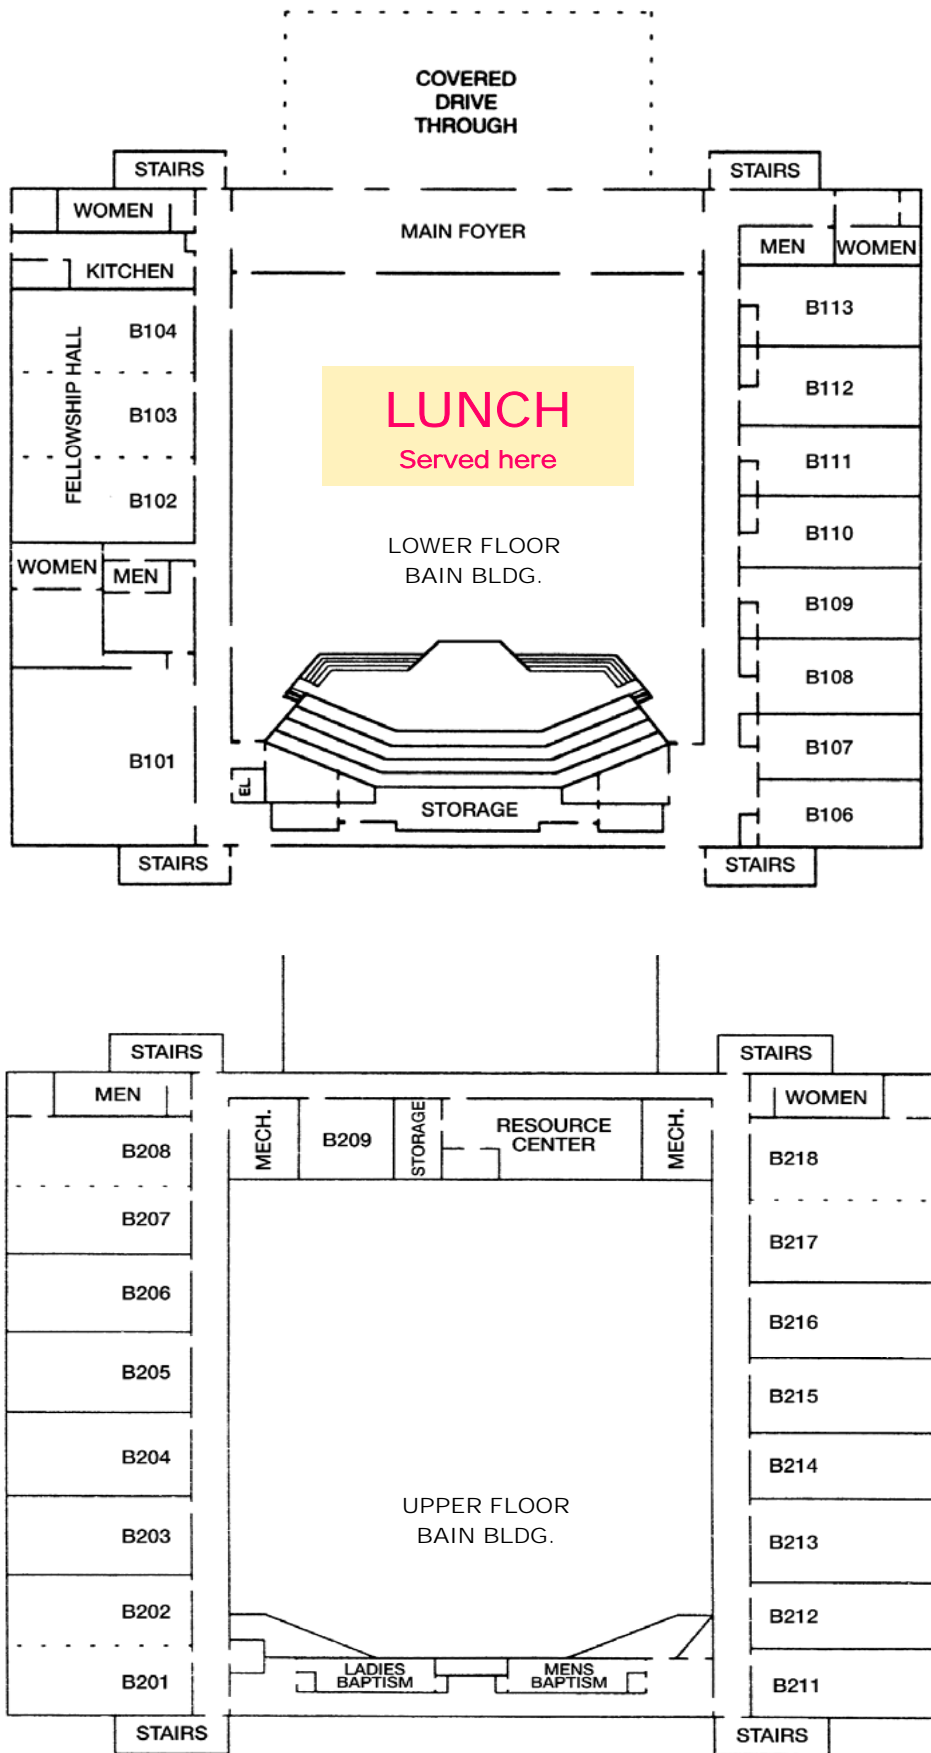 COVERED
DRIVE
THROUGH
STAIRS
STAIRS
WOMEN
MAIN FOYER
MEN
WOMEN
KITCHEN
FELLOWSHIP HALL
B104
B103
B102
B113
B112
B111
B110
B109
B108
B107
B106
LUNCH
Served here
LOWER FLOOR
BAIN BLDG.
WOMEN
MEN
B101
EL.
STORAGE
STAIRS
STAIRS
STAIRS
STAIRS
MEN
WOMEN
MECH.
B209
STORAGE
RESOURCE
CENTER
MECH.
B208
B207
B206
B205
B204
B203
B202
B201
B218
B217
B216
B215
B214
B213
B212
B211
UPPER FLOOR
BAIN BLDG.
LADIES
BAPTISM
MENS
BAPTISM
STAIRS
STAIRS